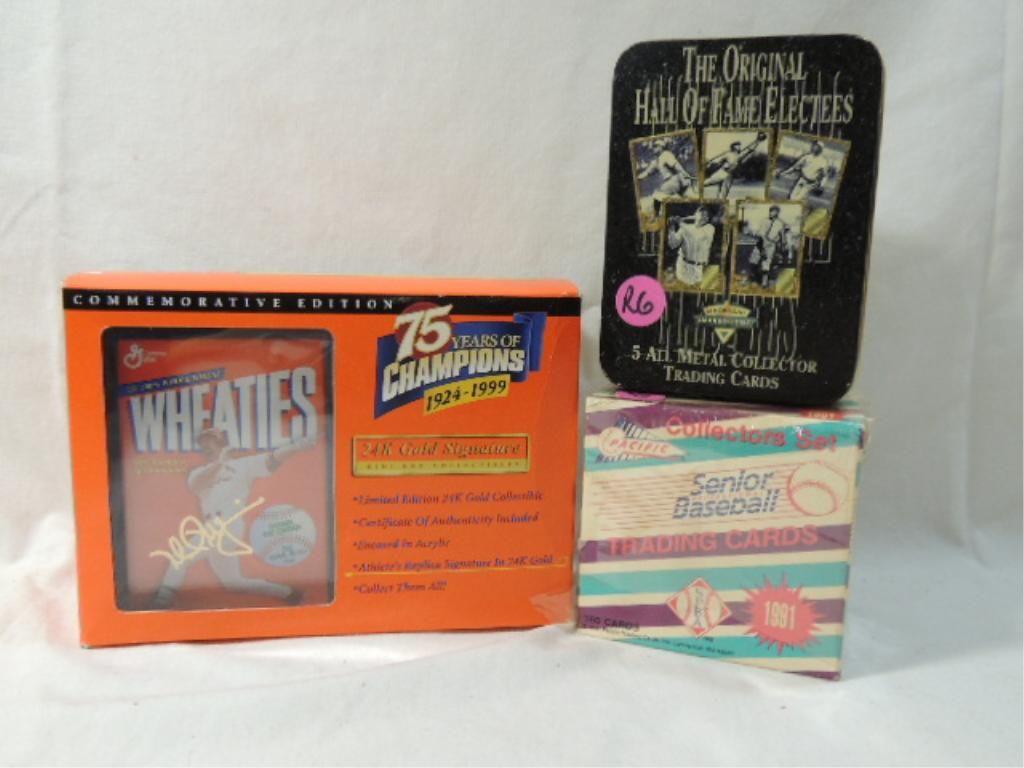 COMMEMORATIVE EDITION
75
YEARS OF
CHAMPIONS
1924-1999
WHEATIES
24K Gold Signature
•Limited Edition 24K Gold Collectible
•Certificate Of Authenticity Included
•Encased In Acrylic
•Athlete's Replica Signature In 24K Gold
•Collect Them All!
THE ORIGINAL
HALL OF FAME ELECTEES
R6
5 ALL METAL COLLECTOR
TRADING CARDS
PACIFIC
Collectors Set
Senior
Baseball
TRADING CARDS
1991